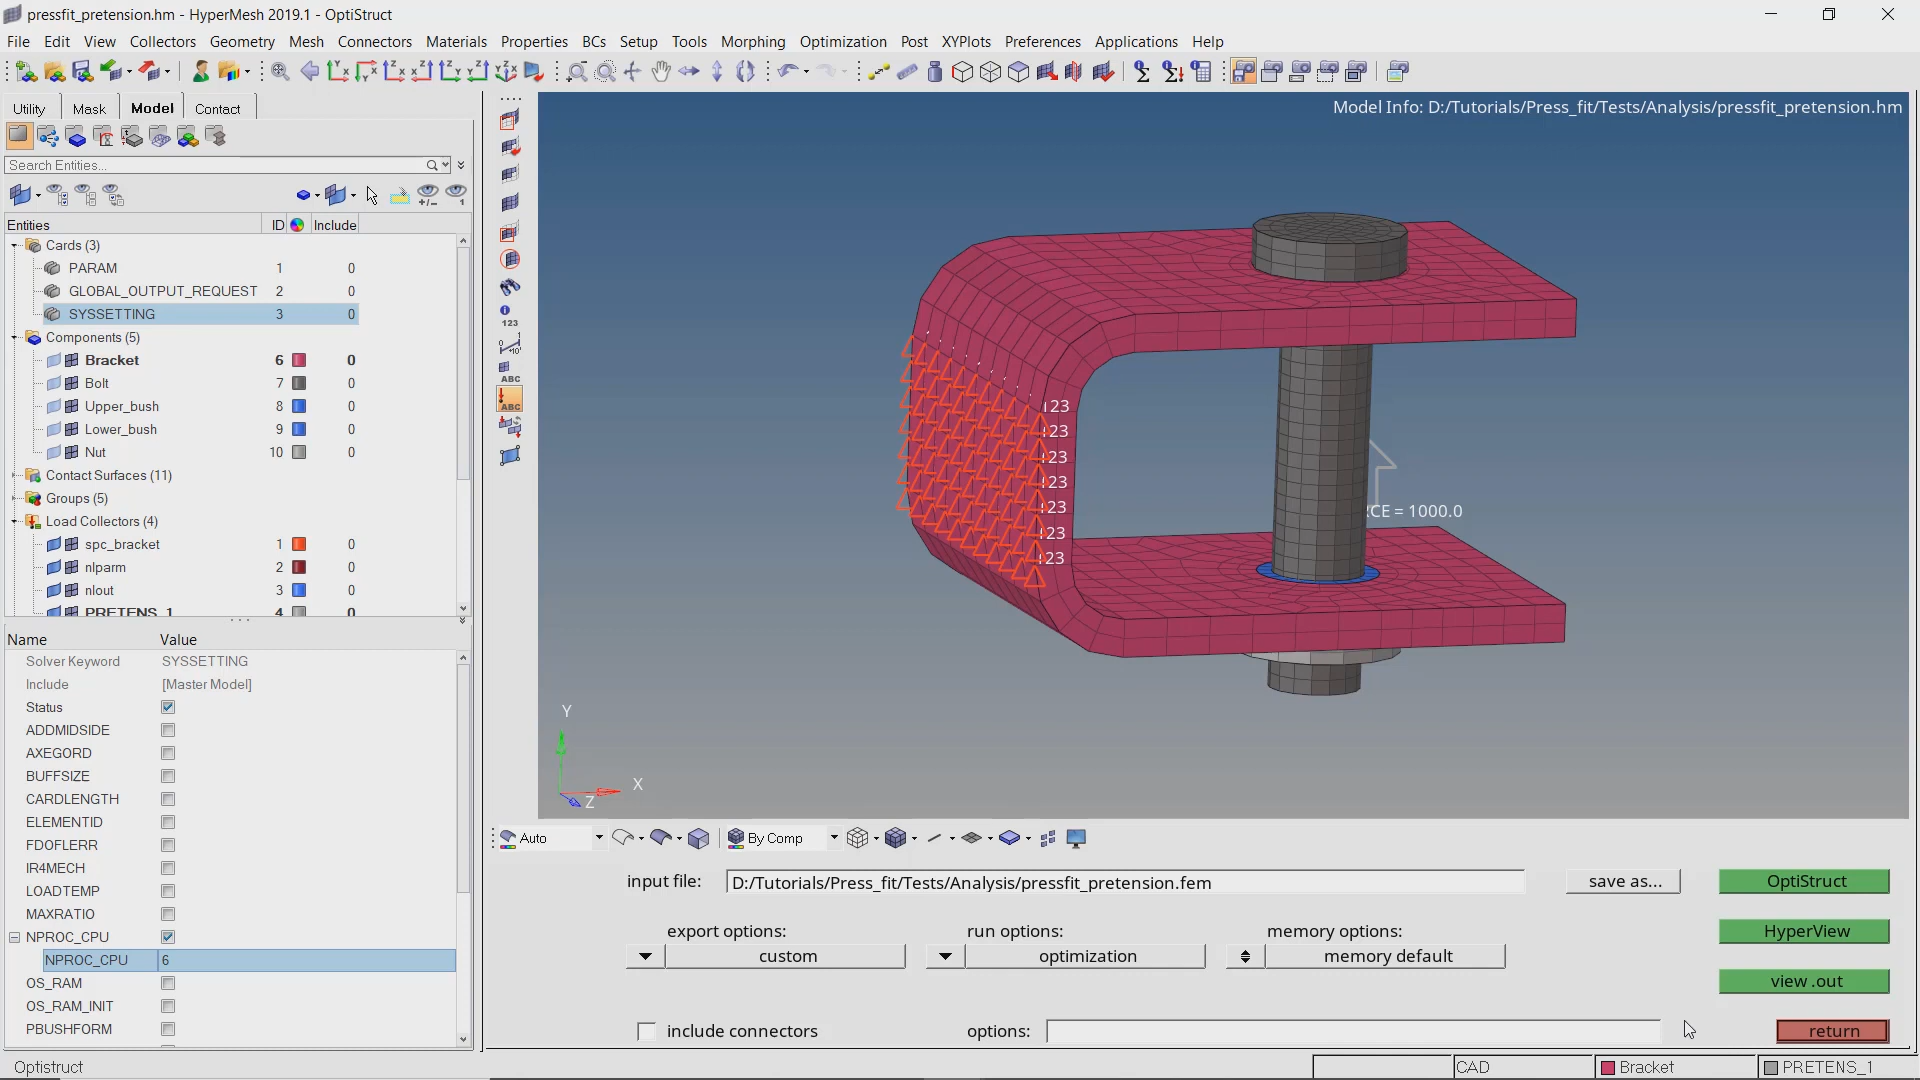 pressfit_pretension.hm - HyperMesh 2019.1 - OptiStruct
File Edit View Collectors Geometry Mesh Connectors Materials Properties BCs Setup Tools Morphing Optimization Post XYPlots Preferences Applications Help
Utility Mask Model Contact
Search Entities...
Entities ID Include
Cards (3)
PARAM 1 0
GLOBAL_OUTPUT_REQUEST 2 0
SYSSETTING 3 0
Components (5)
Bracket 6 0
Bolt 7 0
Upper_bush 8 0
Lower_bush 9 0
Nut 10 0
Contact Surfaces (11)
Groups (5)
Load Collectors (4)
spc_bracket 1 0
nlparm 2 0
nlout 3 0
PRETENS_1 4 0
Name Value
Solver Keyword SYSSETTING
Include [Master Model]
Status
ADDMIDSIDE
AXEGORD
BUFFSIZE
CARDLENGTH
ELEMENTID
FDOFLERR
IR4MECH
LOADTEMP
MAXRATIO
NPROC_CPU
NPROC_CPU 6
OS_RAM
OS_RAM_INIT
PBUSHFORM
Optistruct
123
ABC
ABC
Model Info: D:/Tutorials/Press_fit/Tests/Analysis/pressfit_pretension.hm
123
123
123
123
123
123
123
RCE = 1000.0
Y
X
Z
Auto By Comp
input file: D:/Tutorials/Press_fit/Tests/Analysis/pressfit_pretension.fem save as... OptiStruct
export options: run options: memory options: HyperView
custom optimization memory default
view .out
include connectors options: return
CAD Bracket PRETENS_1